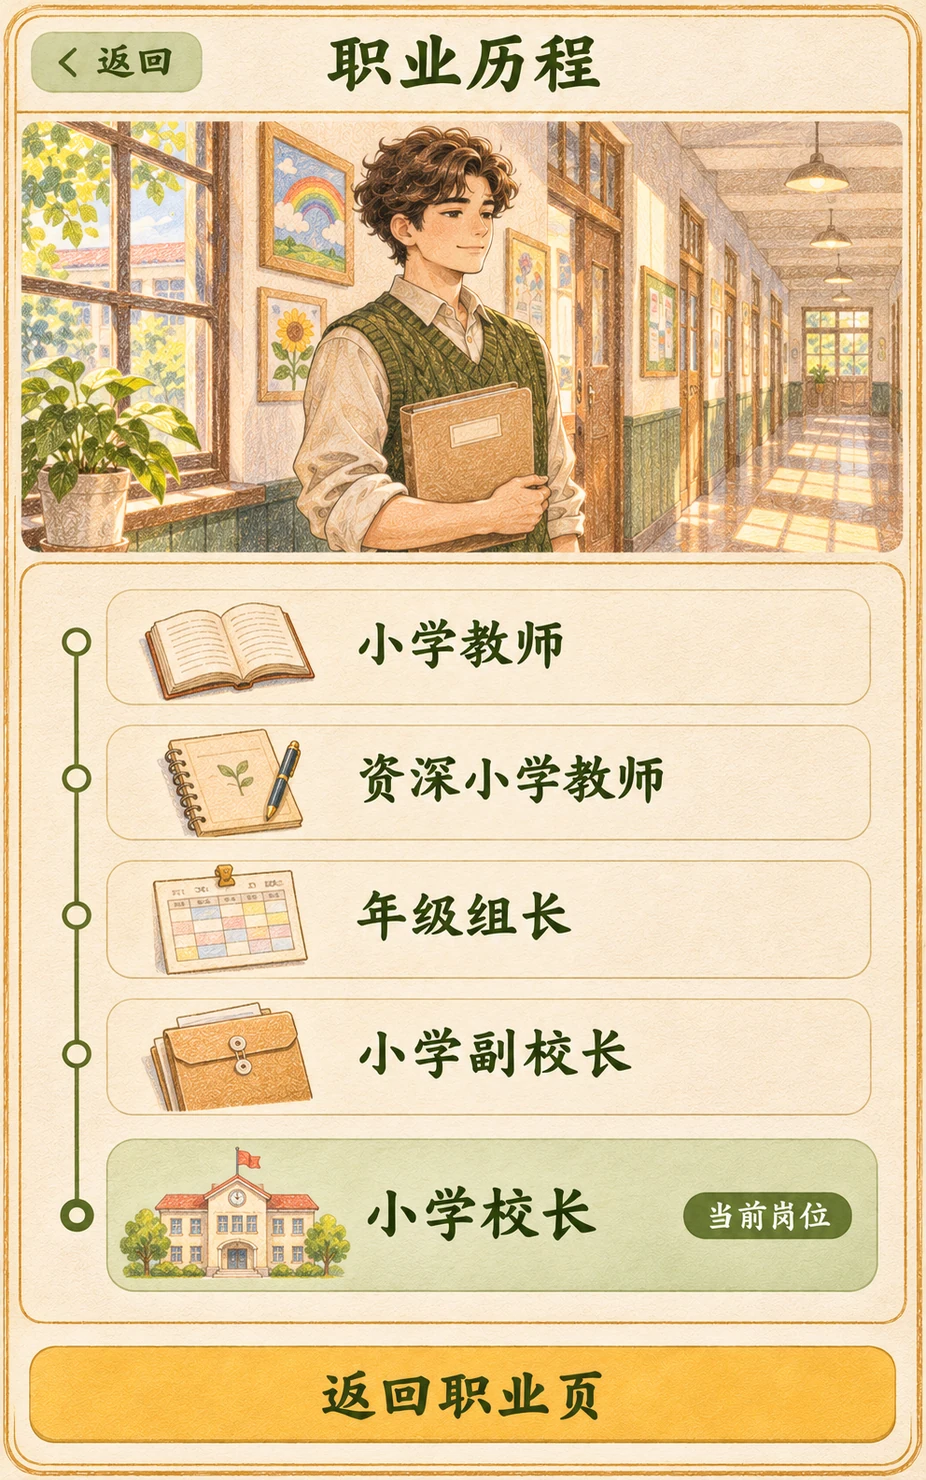 返回
职业历程
小学教师
资深小学教师
年级组长
小学副校长
小学校长
当前岗位
返回职业页